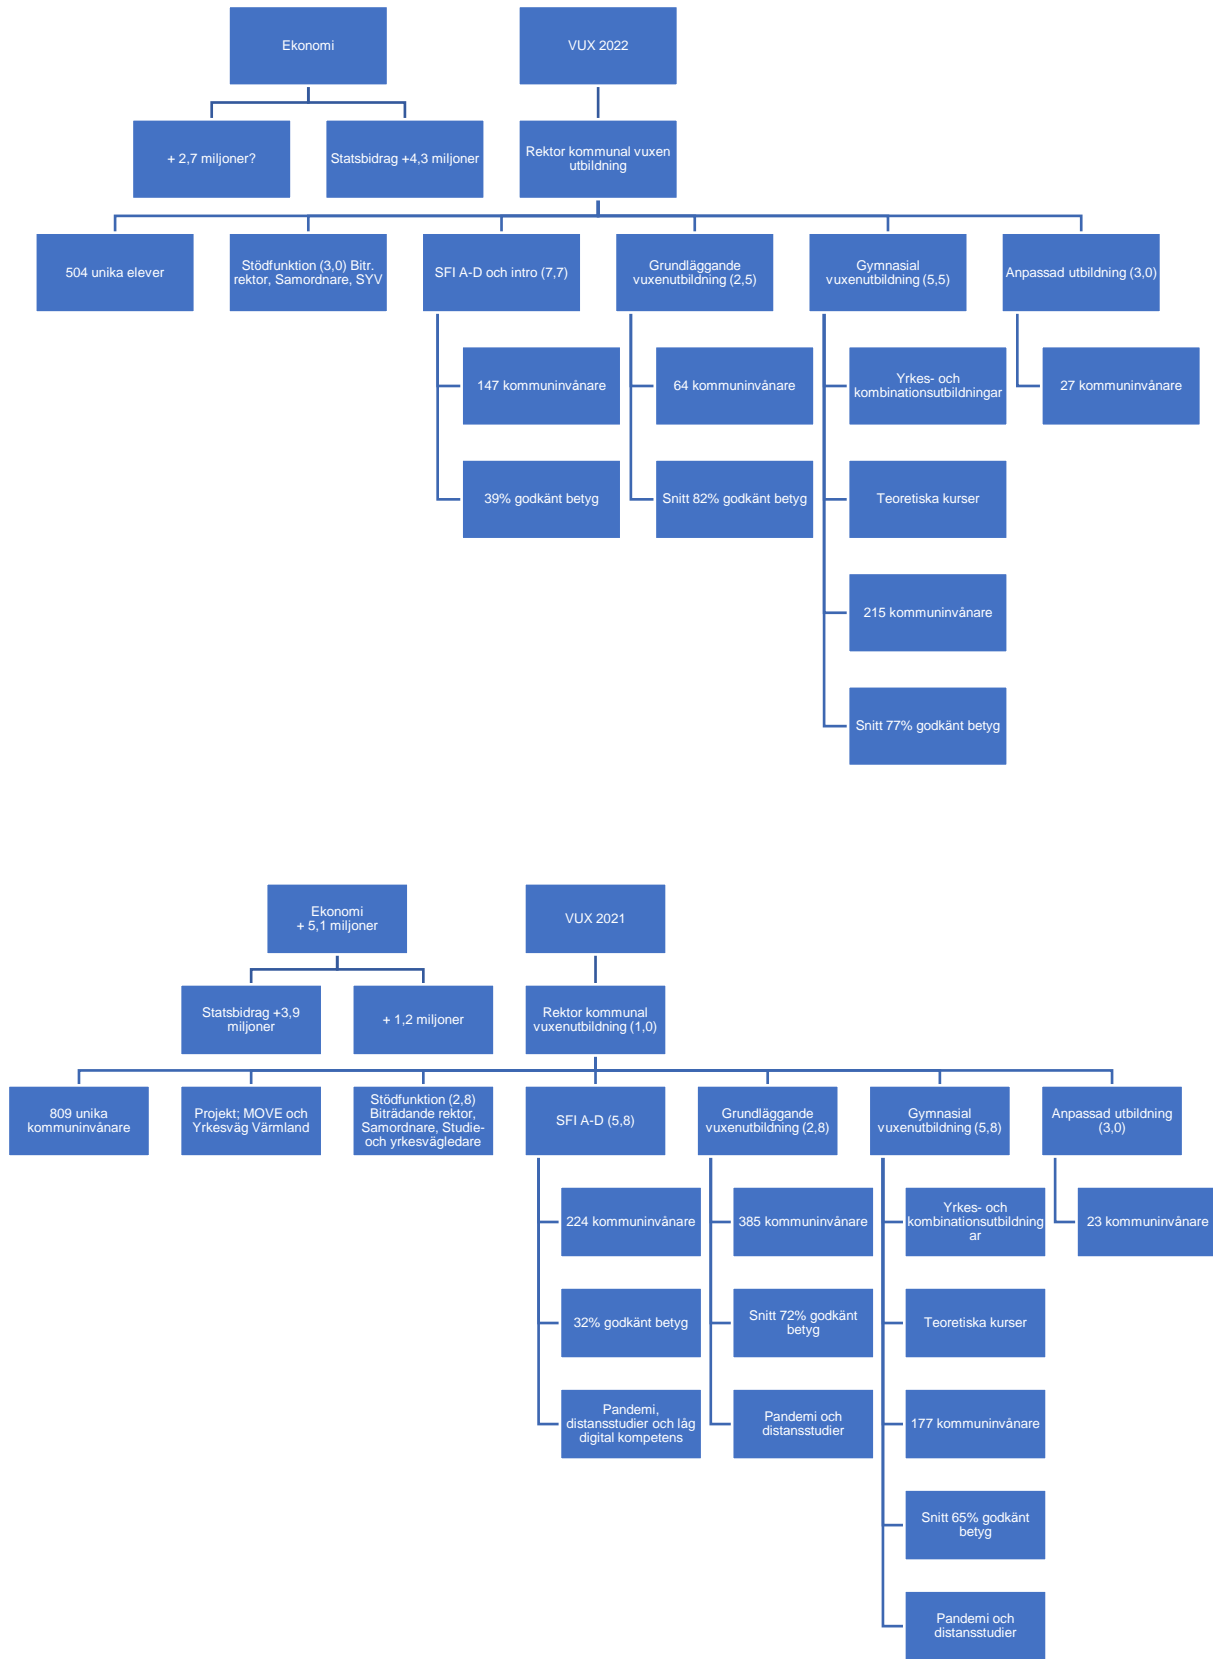 Ekonomi
VUX 2022
+ 2,7 miljoner?
Statsbidrag +4,3 miljoner
Rektor kommunal vuxen
utbildning
504 unika elever
Stödfunktion (3,0) Bitr.
rektor, Samordnare, SYV
SFI A-D och intro (7,7)
Grundläggande
vuxenutbildning (2,5)
Gymnasial
vuxenutbildning (5,5)
Anpassad utbildning (3,0)
147 kommuninvånare
64 kommuninvånare
Yrkes- och
kombinationsutbildningar
27 kommuninvånare
39% godkänt betyg
Snitt 82% godkänt betyg
Teoretiska kurser
215 kommuninvånare
Snitt 77% godkänt betyg
Ekonomi
+ 5,1 miljoner
VUX 2021
Statsbidrag +3,9
miljoner
+ 1,2 miljoner
Rektor kommunal
vuxenutbildning (1,0)
809 unika
kommuninvånare
Projekt; MOVE och
Yrkesväg Värmland
Stödfunktion (2,8)
Biträdande rektor,
Samordnare, Studie-
och yrkesvägledare
SFI A-D (5,8)
Grundläggande
vuxenutbildning (2,8)
Gymnasial
vuxenutbildning (5,8)
Anpassad utbildning
(3,0)
224 kommuninvånare
385 kommuninvånare
Yrkes- och
kombinationsutbildning
ar
23 kommuninvånare
32% godkänt betyg
Snitt 72% godkänt
betyg
Teoretiska kurser
Pandemi,
distansstudier och låg
digital kompetens
Pandemi och
distansstudier
177 kommuninvånare
Snitt 65% godkänt
betyg
Pandemi och
distansstudier